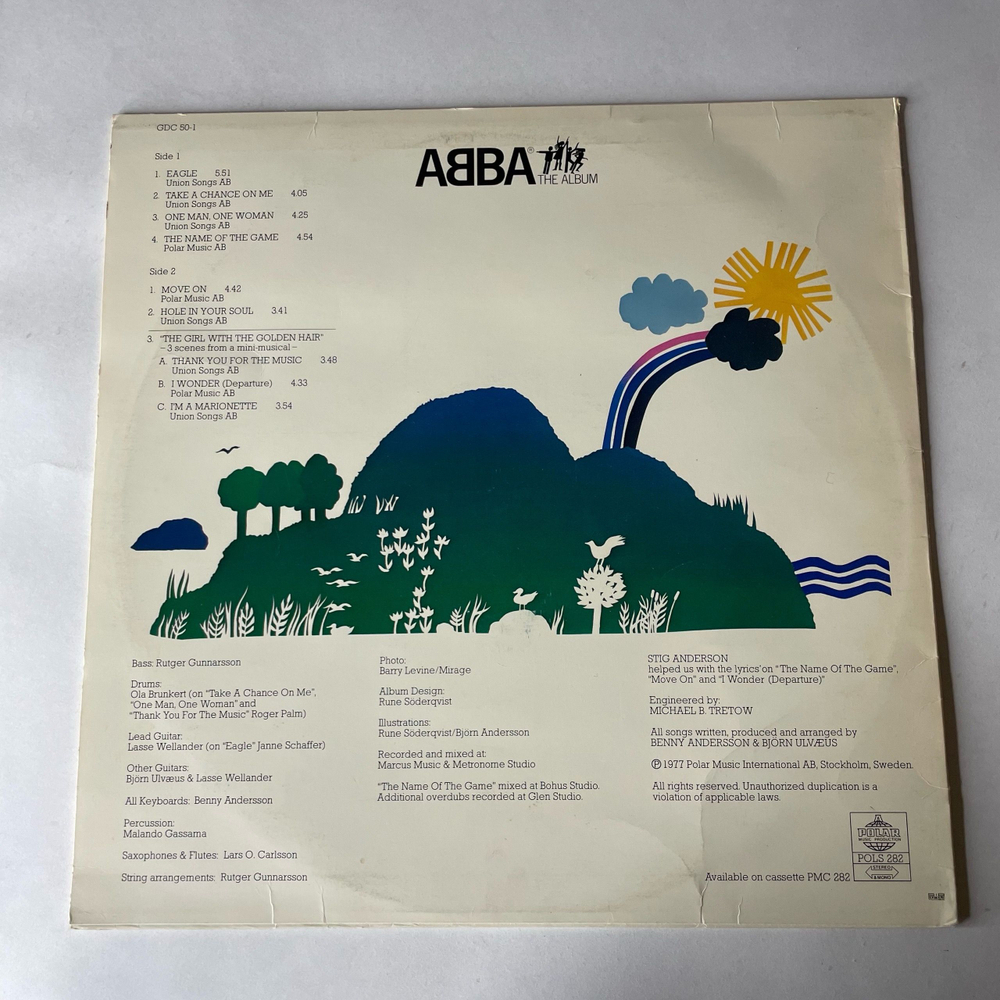 GDC 50-1
ABBA®
THE ALBUM
Side 1
1. EAGLE 5.51
Union Songs AB
2. TAKE A CHANCE ON ME 4.05
Union Songs AB
3. ONE MAN, ONE WOMAN 4.25
Union Songs AB
4. THE NAME OF THE GAME 4.54
Polar Music AB
Side 2
1. MOVE ON 4.42
Polar Music AB
2. HOLE IN YOUR SOUL 3.41
Union Songs AB
3. "THE GIRL WITH THE GOLDEN HAIR"
– 3 scenes from a mini-musical –
A. THANK YOU FOR THE MUSIC 3.48
Union Songs AB
B. I WONDER (Departure) 4.33
Polar Music AB
C. I'M A MARIONETTE 3.54
Union Songs AB
Bass: Rutger Gunnarsson
Drums:
Ola Brunkert (on "Take A Chance On Me",
"One Man, One Woman" and
"Thank You For The Music" Roger Palm)
Lead Guitar:
Lasse Wellander (on "Eagle" Janne Schaffer)
Other Guitars:
Björn Ulvæus & Lasse Wellander
All Keyboards: Benny Andersson
Percussion:
Malando Gassama
Saxophones & Flutes: Lars O. Carlsson
String arrangements: Rutger Gunnarsson
Photo:
Barry Levine/Mirage
Album Design:
Rune Söderqvist
Illustrations:
Rune Söderqvist/Björn Andersson
Recorded and mixed at:
Marcus Music & Metronome Studio
"The Name Of The Game" mixed at Bohus Studio.
Additional overdubs recorded at Glen Studio.
STIG ANDERSON
helped us with the lyrics' on "The Name Of The Game",
"Move On" and "I Wonder (Departure)"
Engineered by:
MICHAEL B. TRETOW
All songs written, produced and arranged by
BENNY ANDERSSON & BJÖRN ULVÆUS
℗ 1977 Polar Music International AB, Stockholm, Sweden.
All rights reserved. Unauthorized duplication is a
violation of applicable laws.
POLAR
MUSIC PRODUCTION
POLS 282
STEREO
& MONO
Available on cassette PMC 282